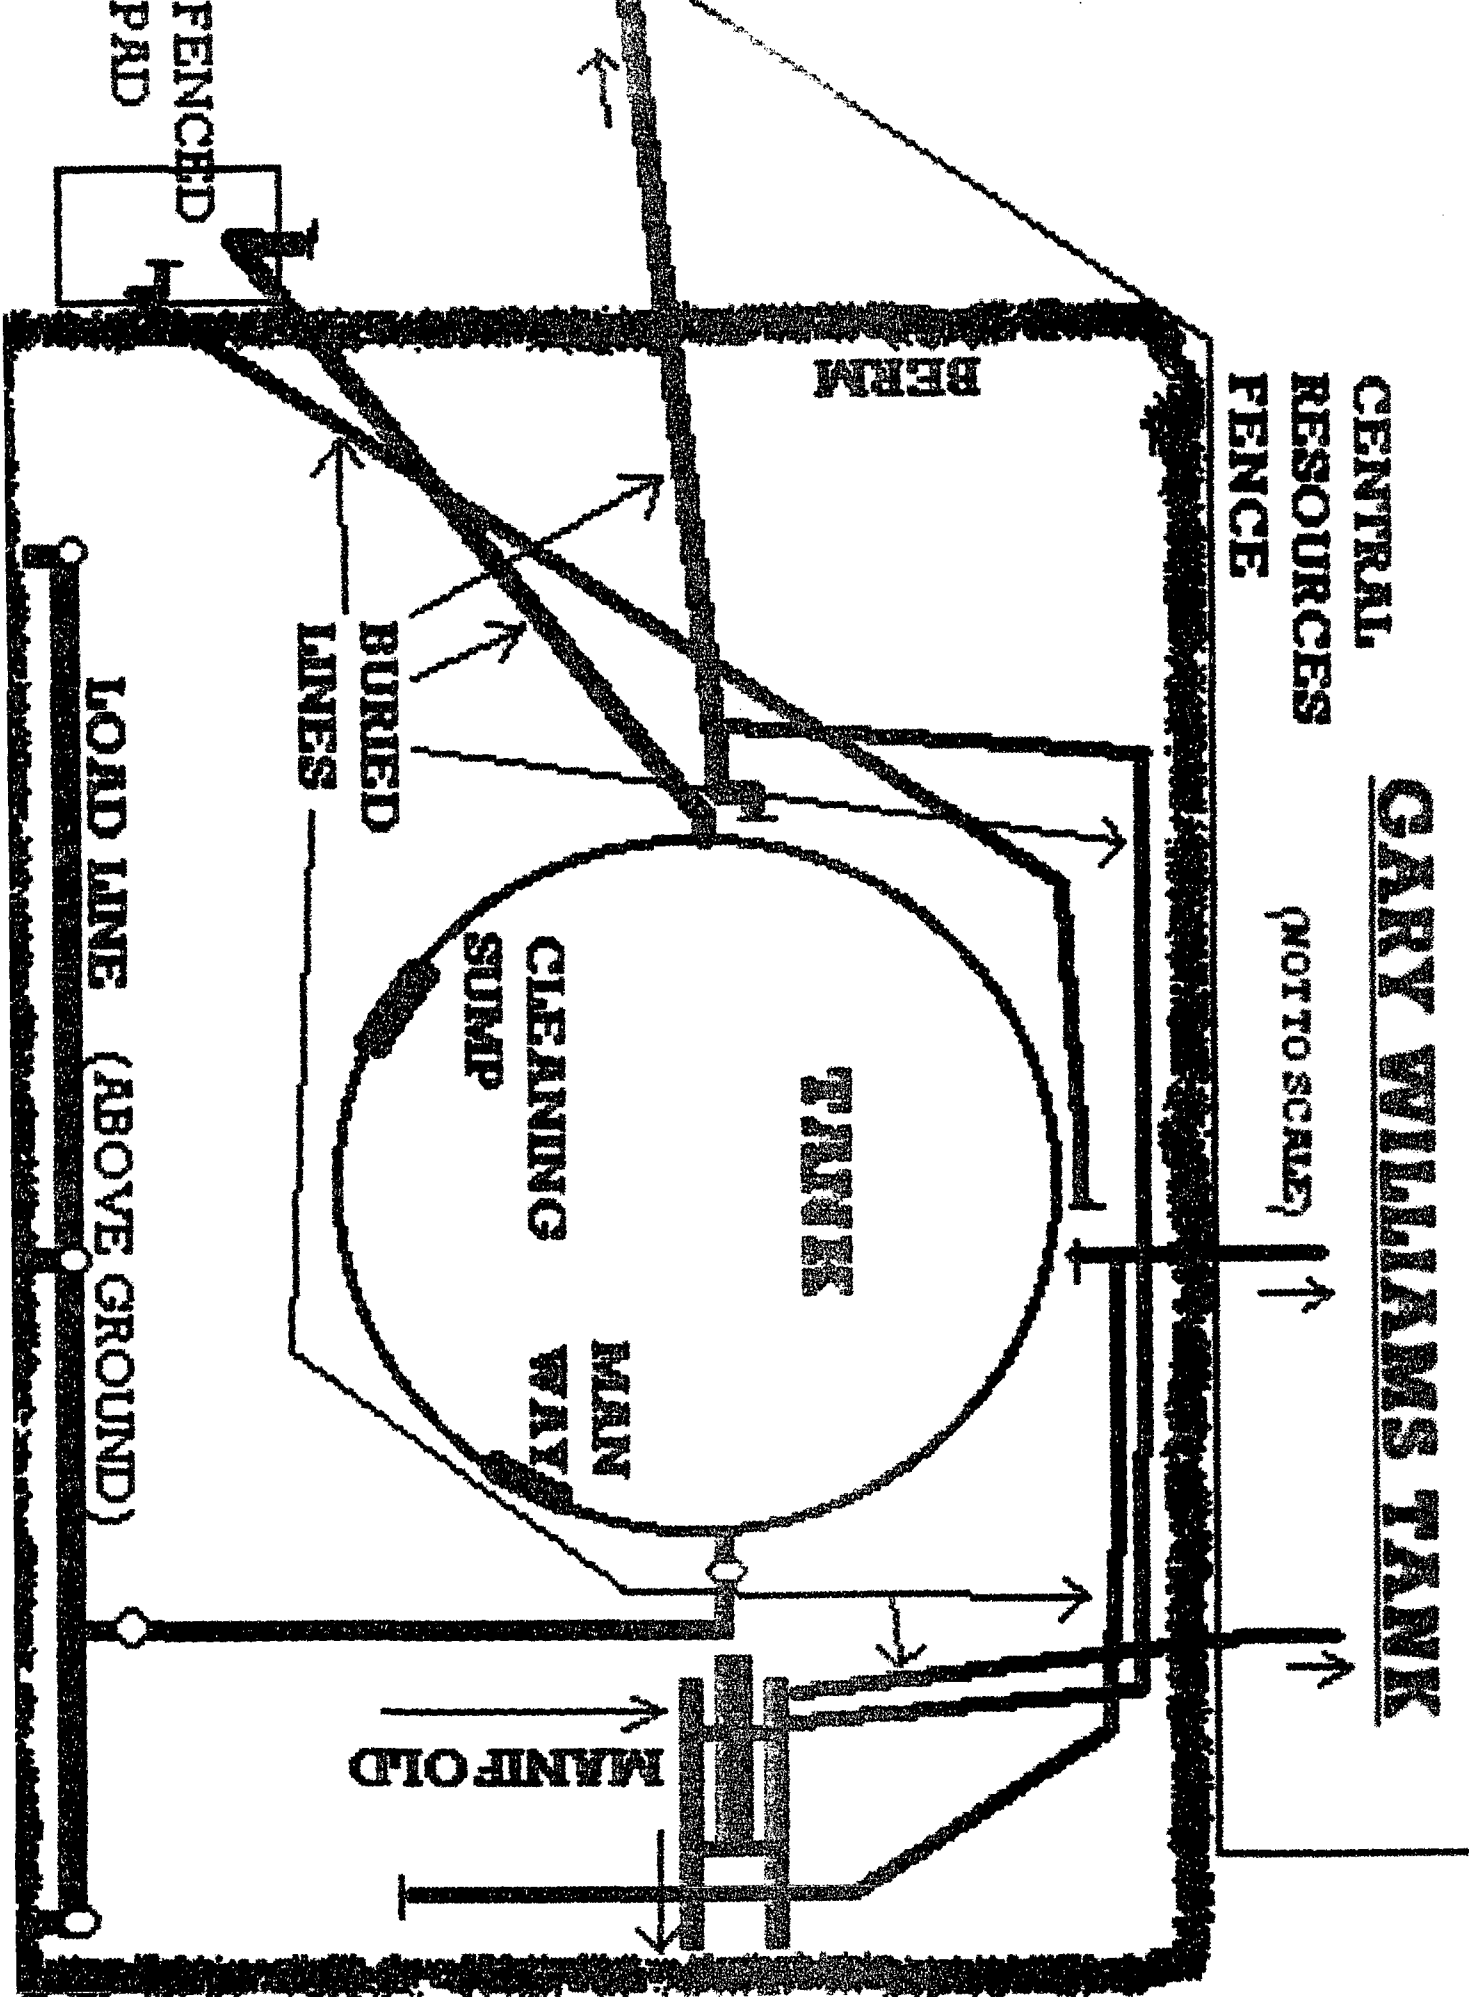 GARY WILLIAMS TANK
(NOT TO SCALE)
CENTRAL
RESOURCES
FENCE
BERM
TANK
MAN
WAY
CLEANING
SUMP
BURIED
LINES
MANIFOLD
LOAD LINE (ABOVE GROUND)
FENCED
PAD